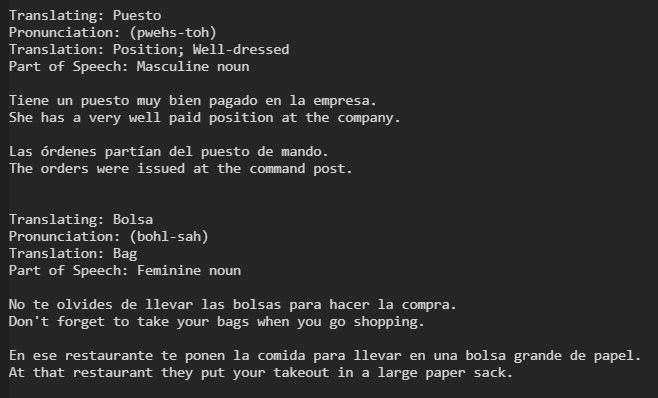 Translating: Puesto
Pronunciation: (pwehs-toh)
Translation: Position; Well-dressed
Part of Speech: Masculine noun
Tiene un puesto muy bien pagado en la empresa.
She has a very well paid position at the company.
Las órdenes partían del puesto de mando.
The orders were issued at the command post.
Translating: Bolsa
Pronunciation: (bohl-sah)
Translation: Bag
Part of Speech: Feminine noun
No te olvides de llevar las bolsas para hacer la compra.
Don't forget to take your bags when you go shopping.
En ese restaurante te ponen la comida para llevar en una bolsa grande de papel.
At that restaurant they put your takeout in a large paper sack.